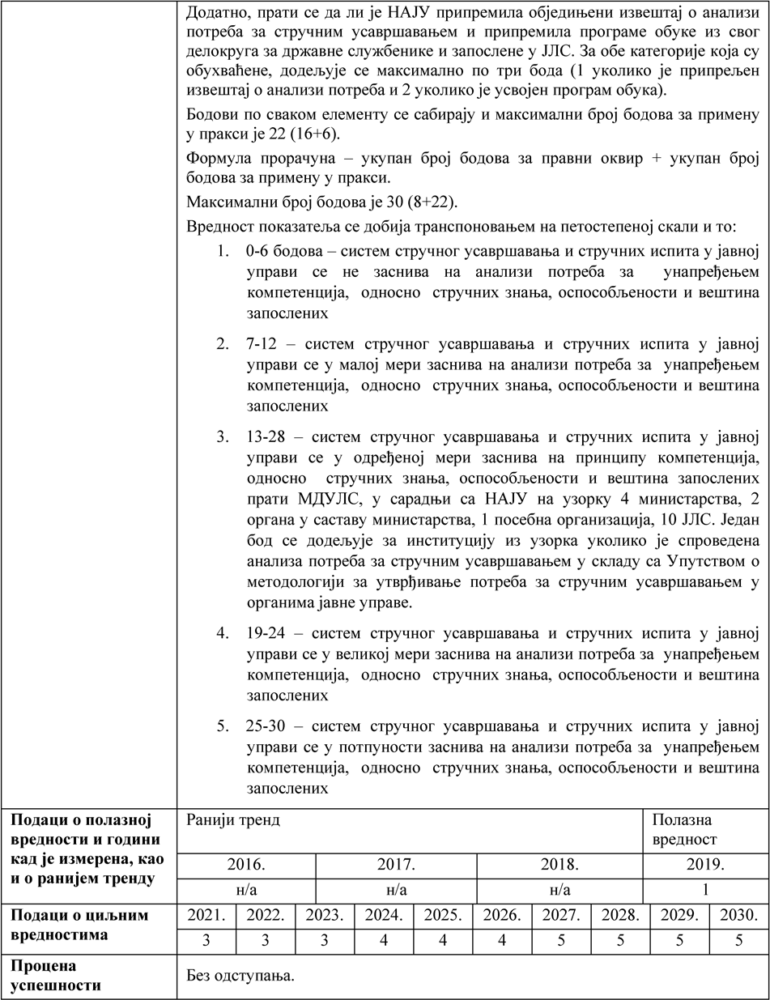 Додатно, прати се да ли је НАЈУ припремила обједињени извештај о анализи
потреба за стручним усавршавањем и припремила програме обуке из свог
делокруга за државне службенике и запослене у ЈЛС. За обе категорије која су
обухваћене, додељује се максимално по три бода (1 уколико је припрељен
извештај о анализи потреба и 2 уколико је усвојен програм обука).
Бодови по сваком елементу се сабирају и максимални број бодова за примену
у пракси је 22 (16+6).
Формула прорачуна – укупан број бодова за правни оквир + укупан број
бодова за примену у пракси.
Максимални број бодова је 30 (8+22).
Вредност показатеља се добија транспоновањем на петостепеној скали и то:
1. 0-6 бодова – систем стручног усавршавања и стручних испита у јавној
управи се не заснива на анализи потреба за унапређењем
компетенција, односно стручних знања, оспособљености и вештина
запослених
2. 7-12 – систем стручног усавршавања и стручних испита у јавној
управи се у малој мери заснива на анализи потреба за унапређењем
компетенција, односно стручних знања, оспособљености и вештина
запослених
3. 13-28 – систем стручног усавршавања и стручних испита у јавној
управи се у одређеној мери заснива на принципу компетенција,
односно стручних знања, оспособљености и вештина запослених
прати МДУЛС, у сарадњи са НАЈУ на узорку 4 министарства, 2
органа у саставу министарства, 1 посебна организација, 10 ЈЛС. Један
бод се додељује за институцију из узорка уколико је спроведена
анализа потреба за стручним усавршавањем у складу са Упутством о
методологији за утврђивање потреба за стручним усавршавањем у
органима јавне управе.
4. 19-24 – систем стручног усавршавања и стручних испита у јавној
управи се у великој мери заснива на анализи потреба за унапређењем
компетенција, односно стручних знања, оспособљености и вештина
запослених
5. 25-30 – систем стручног усавршавања и стручних испита у јавној
управи се у потпуности заснива на анализи потреба за унапређењем
компетенција, односно стручних знања, оспособљености и вештина
запослених
Подаци о полазној
вредности и години
кад је измерена, као
и о ранијем тренду
Ранији тренд
Полазна
вредност
2016. 2017. 2018. 2019.
н/а н/а н/а 1
Подаци о циљним
вредностима
2021. 2022. 2023. 2024. 2025. 2026. 2027. 2028. 2029. 2030.
3 3 3 4 4 4 5 5 5 5
Процена
успешности
Без одступања.